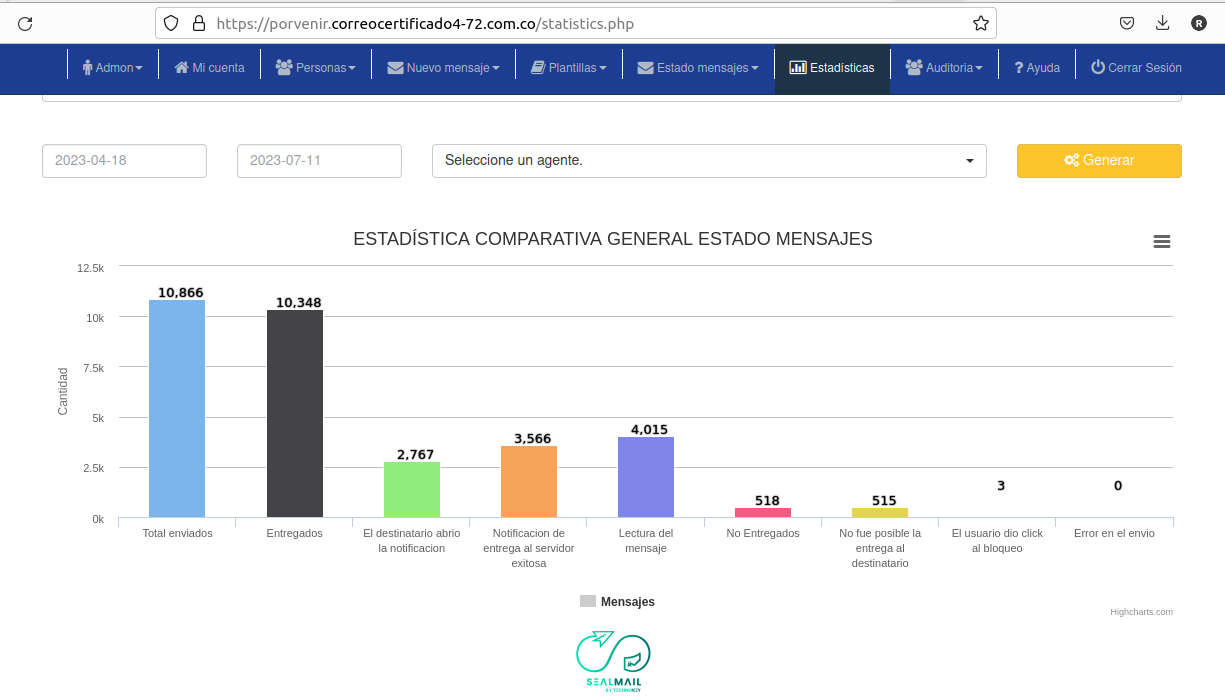 https://porvenir.correocertificado4-72.com.co/statistics.php
R
Admon
Mi cuenta
Personas
Nuevo mensaje
Plantillas
Estado mensajes
Estadísticas
Auditoria
? Ayuda
Cerrar Sesión
2023-04-18
2023-07-11
Seleccione un agente.
Generar
ESTADÍSTICA COMPARATIVA GENERAL ESTADO MENSAJES
Cantidad
12.5k
10k
7.5k
5k
2.5k
0k
10,866
10,348
2,767
3,566
4,015
518
515
3
0
Total enviados
Entregados
El destinatario abrio
la notificacion
Notificacion de
entrega al servidor
exitosa
Lectura del
mensaje
No Entregados
No fue posible la
entrega al
destinatario
El usuario dio click
al bloqueo
Error en el envio
Mensajes
Highcharts.com
SEALMAIL
BY TECHNOKEY